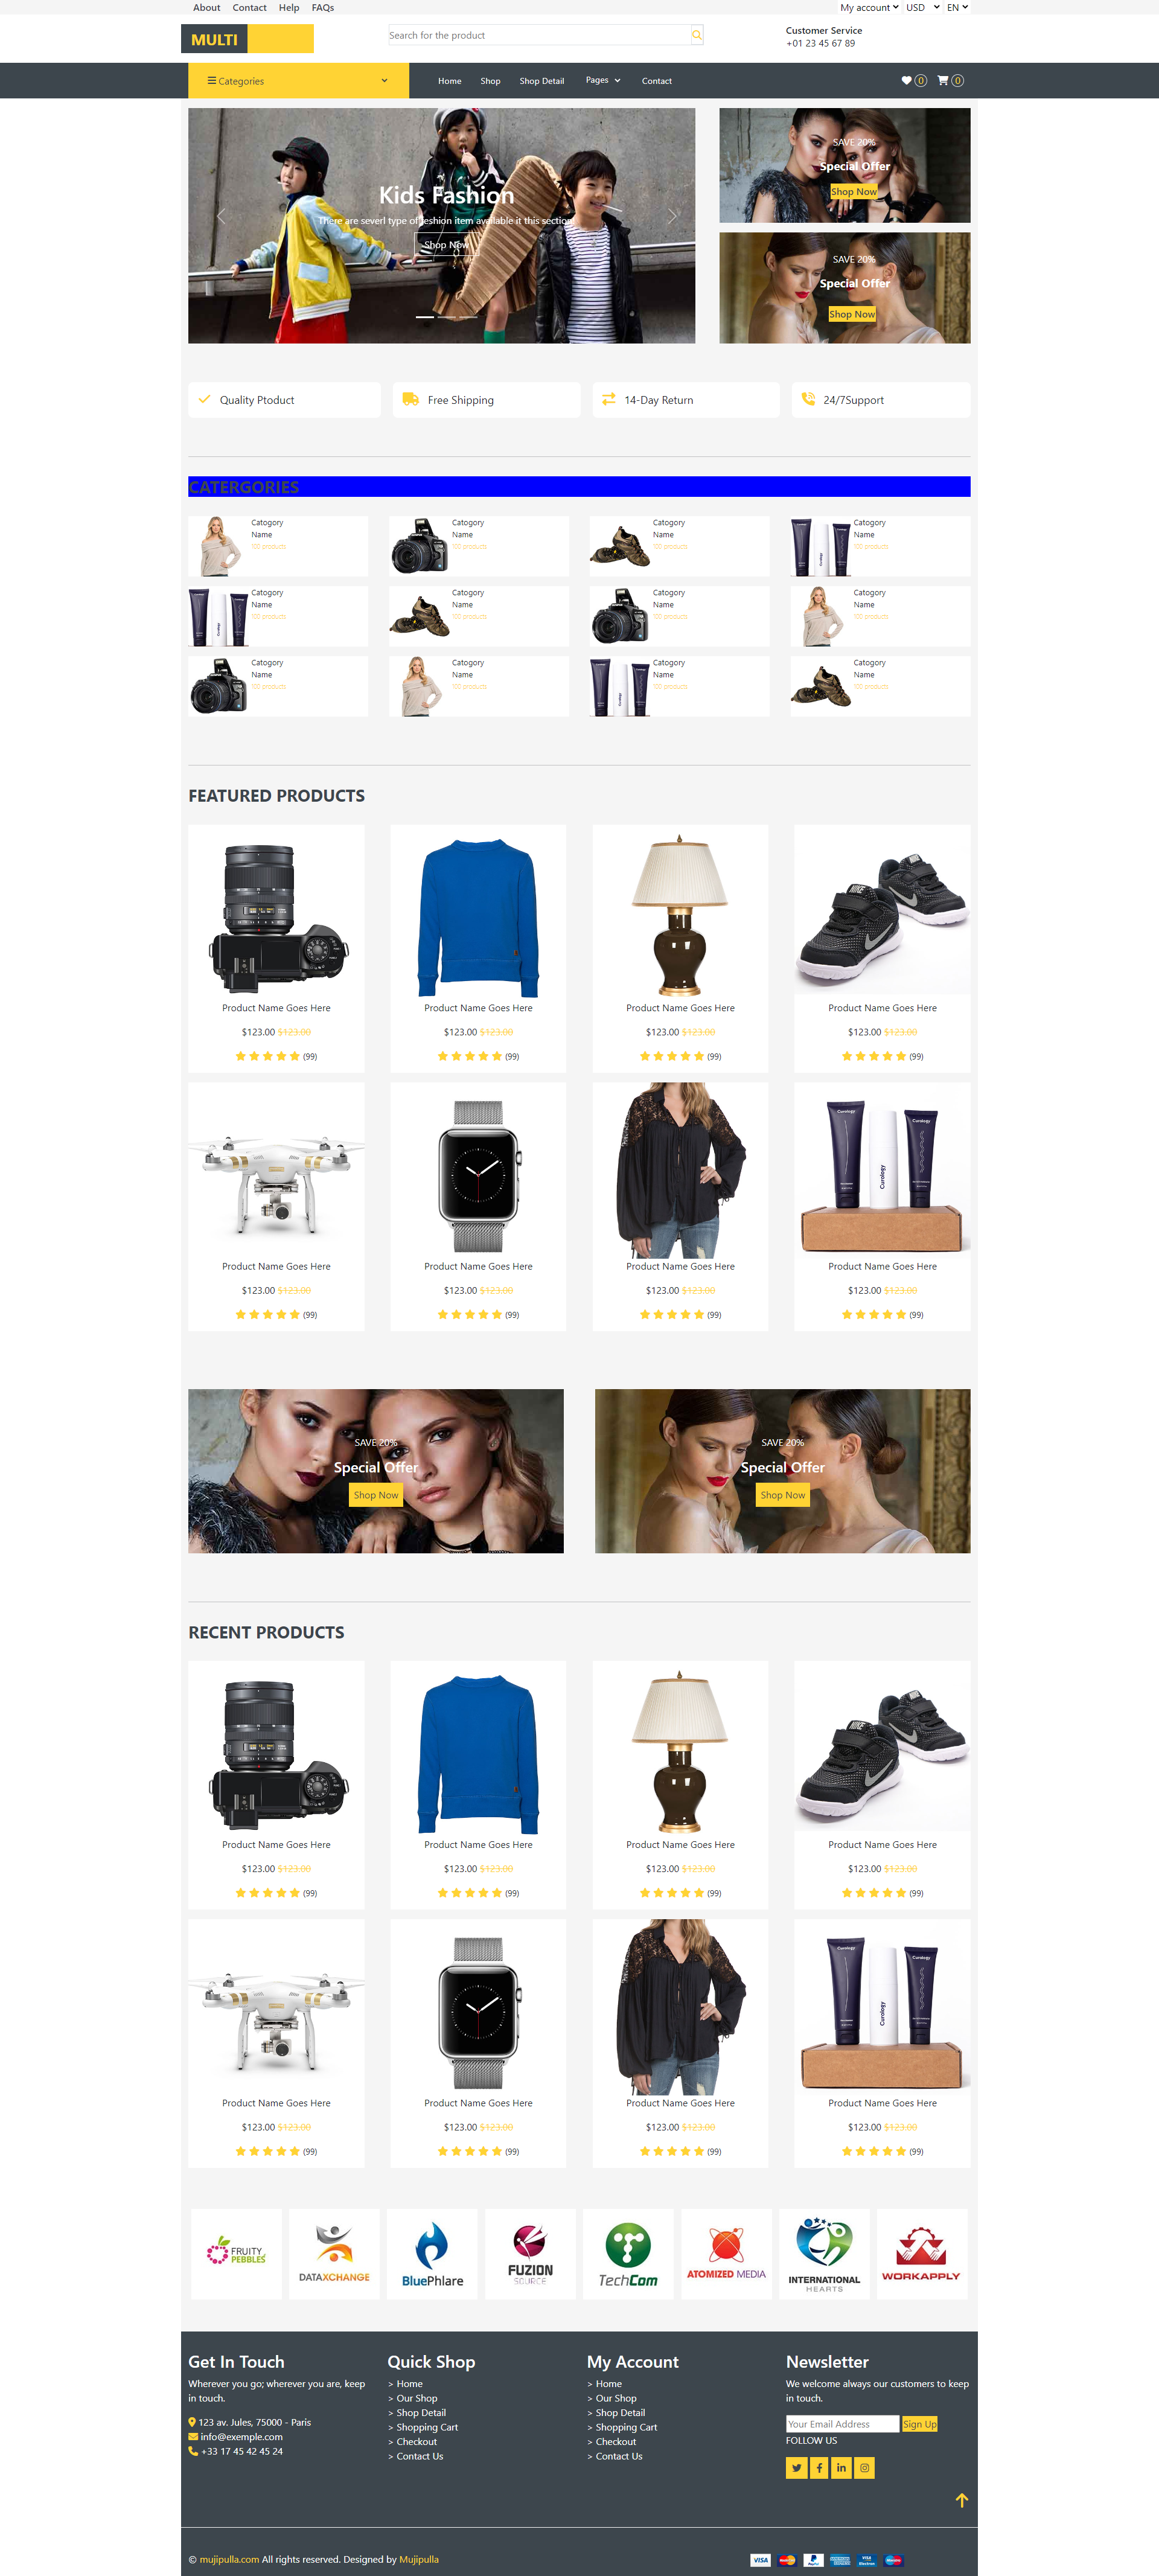 About Contact Help FAQs My account USD EN
MULTI
Search for the product
Customer Service
+01 23 45 67 89
Categories Home Shop Shop Detail Pages Contact 0 0
Kids Fashion
There are severl type of feshion item available it this section
Shop Now
SAVE 20%
Special Offer
Shop Now
SAVE 20%
Special Offer
Shop Now
Quality Ptoduct Free Shipping 14-Day Return 24/7Support
CATERGORIES
Catogory Catogory Catogory Catogory
Name Name Name Name
100 products 100 products 100 products 100 products
Catogory Catogory Catogory Catogory
Name Name Name Name
100 products 100 products 100 products 100 products
Catogory Catogory Catogory Catogory
Name Name Name Name
100 products 100 products 100 products 100 products
FEATURED PRODUCTS
Product Name Goes Here Product Name Goes Here Product Name Goes Here Product Name Goes Here
$123.00 $123.00 $123.00 $123.00 $123.00 $123.00 $123.00 $123.00
(99) (99) (99) (99)
Curology Curology Curology
Product Name Goes Here Product Name Goes Here Product Name Goes Here Product Name Goes Here
$123.00 $123.00 $123.00 $123.00 $123.00 $123.00 $123.00 $123.00
(99) (99) (99) (99)
SAVE 20% SAVE 20%
Special Offer Special Offer
Shop Now Shop Now
RECENT PRODUCTS
Product Name Goes Here Product Name Goes Here Product Name Goes Here Product Name Goes Here
$123.00 $123.00 $123.00 $123.00 $123.00 $123.00 $123.00 $123.00
(99) (99) (99) (99)
Curology Curology Curology
Product Name Goes Here Product Name Goes Here Product Name Goes Here Product Name Goes Here
$123.00 $123.00 $123.00 $123.00 $123.00 $123.00 $123.00 $123.00
(99) (99) (99) (99)
FRUITY PEBBLES
DATAXCHANGE
BluePhlare
FUZION SOURCE
TechCom
ATOMIZED MEDIA
INTERNATIONAL HEARTS
WORKAPPLY
Get In Touch
Wherever you go; wherever you are, keep
in touch.
123 av. Jules, 75000 - Paris
info@exemple.com
+33 17 45 42 45 24
Quick Shop
> Home
> Our Shop
> Shop Detail
> Shopping Cart
> Checkout
> Contact Us
My Account
> Home
> Our Shop
> Shop Detail
> Shopping Cart
> Checkout
> Contact Us
Newsletter
We welcome always our customers to keep
in touch.
Your Email Address Sign Up
FOLLOW US
© mujipulla.com All rights reserved. Designed by Mujipulla
VISA PayPal VISA